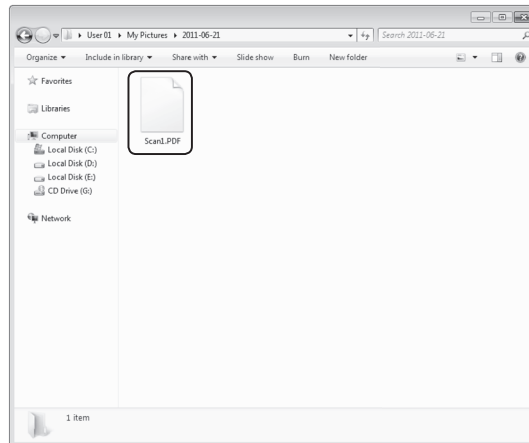 User 01 ▸ My Pictures ▸ 2011-06-21 Search 2011-06-21
Organize Include in library Share with Slide show Burn New folder
Favorites
Libraries
Computer
Local Disk (C:)
Local Disk (D:)
Local Disk (E:)
CD Drive (G:)
Network
Scan1.PDF
1 item